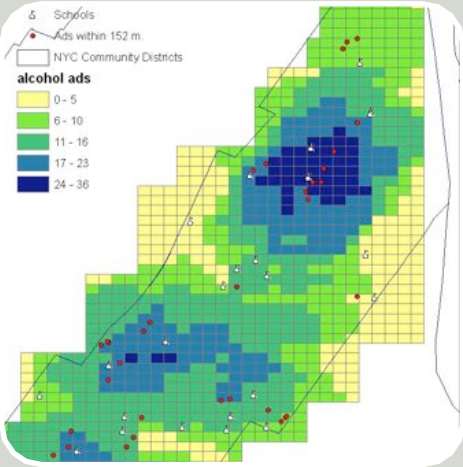 Schools
Ads within 152 m.
NYC Community Districts
alcohol ads
0 - 5
6 - 10
11 - 16
17 - 23
24 - 36